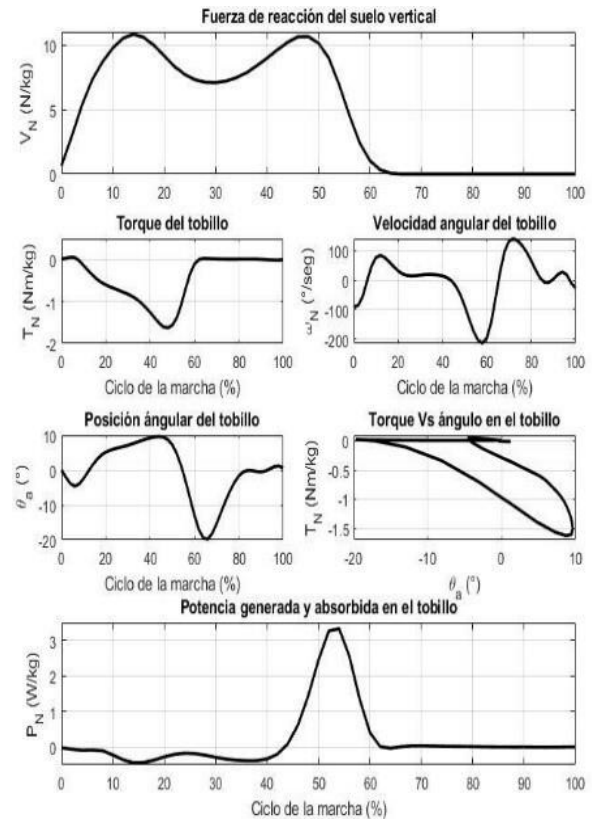 Fuerza de reacción del suelo vertical
V_N (N/kg)
10
5
0
0 10 20 30 40 50 60 70 80 90 100
Torque del tobillo
T_N (Nm/kg)
0
-1
-2
0 20 40 60 80 100
Ciclo de la marcha (%)
Velocidad angular del tobillo
ω_N (°/seg)
100
0
-100
-200
0 20 40 60 80 100
Ciclo de la marcha (%)
Posición ángular del tobillo
θ_a (°)
10
0
-10
-20
0 20 40 60 80 100
Ciclo de la marcha (%)
Torque Vs ángulo en el tobillo
T_N (Nm/kg)
0
-0.5
-1
-1.5
-20 -10 0 10
θ_a (°)
Potencia generada y absorbida en el tobillo
P_N (W/kg)
3
2
1
0
0 10 20 30 40 50 60 70 80 90 100
Ciclo de la marcha (%)